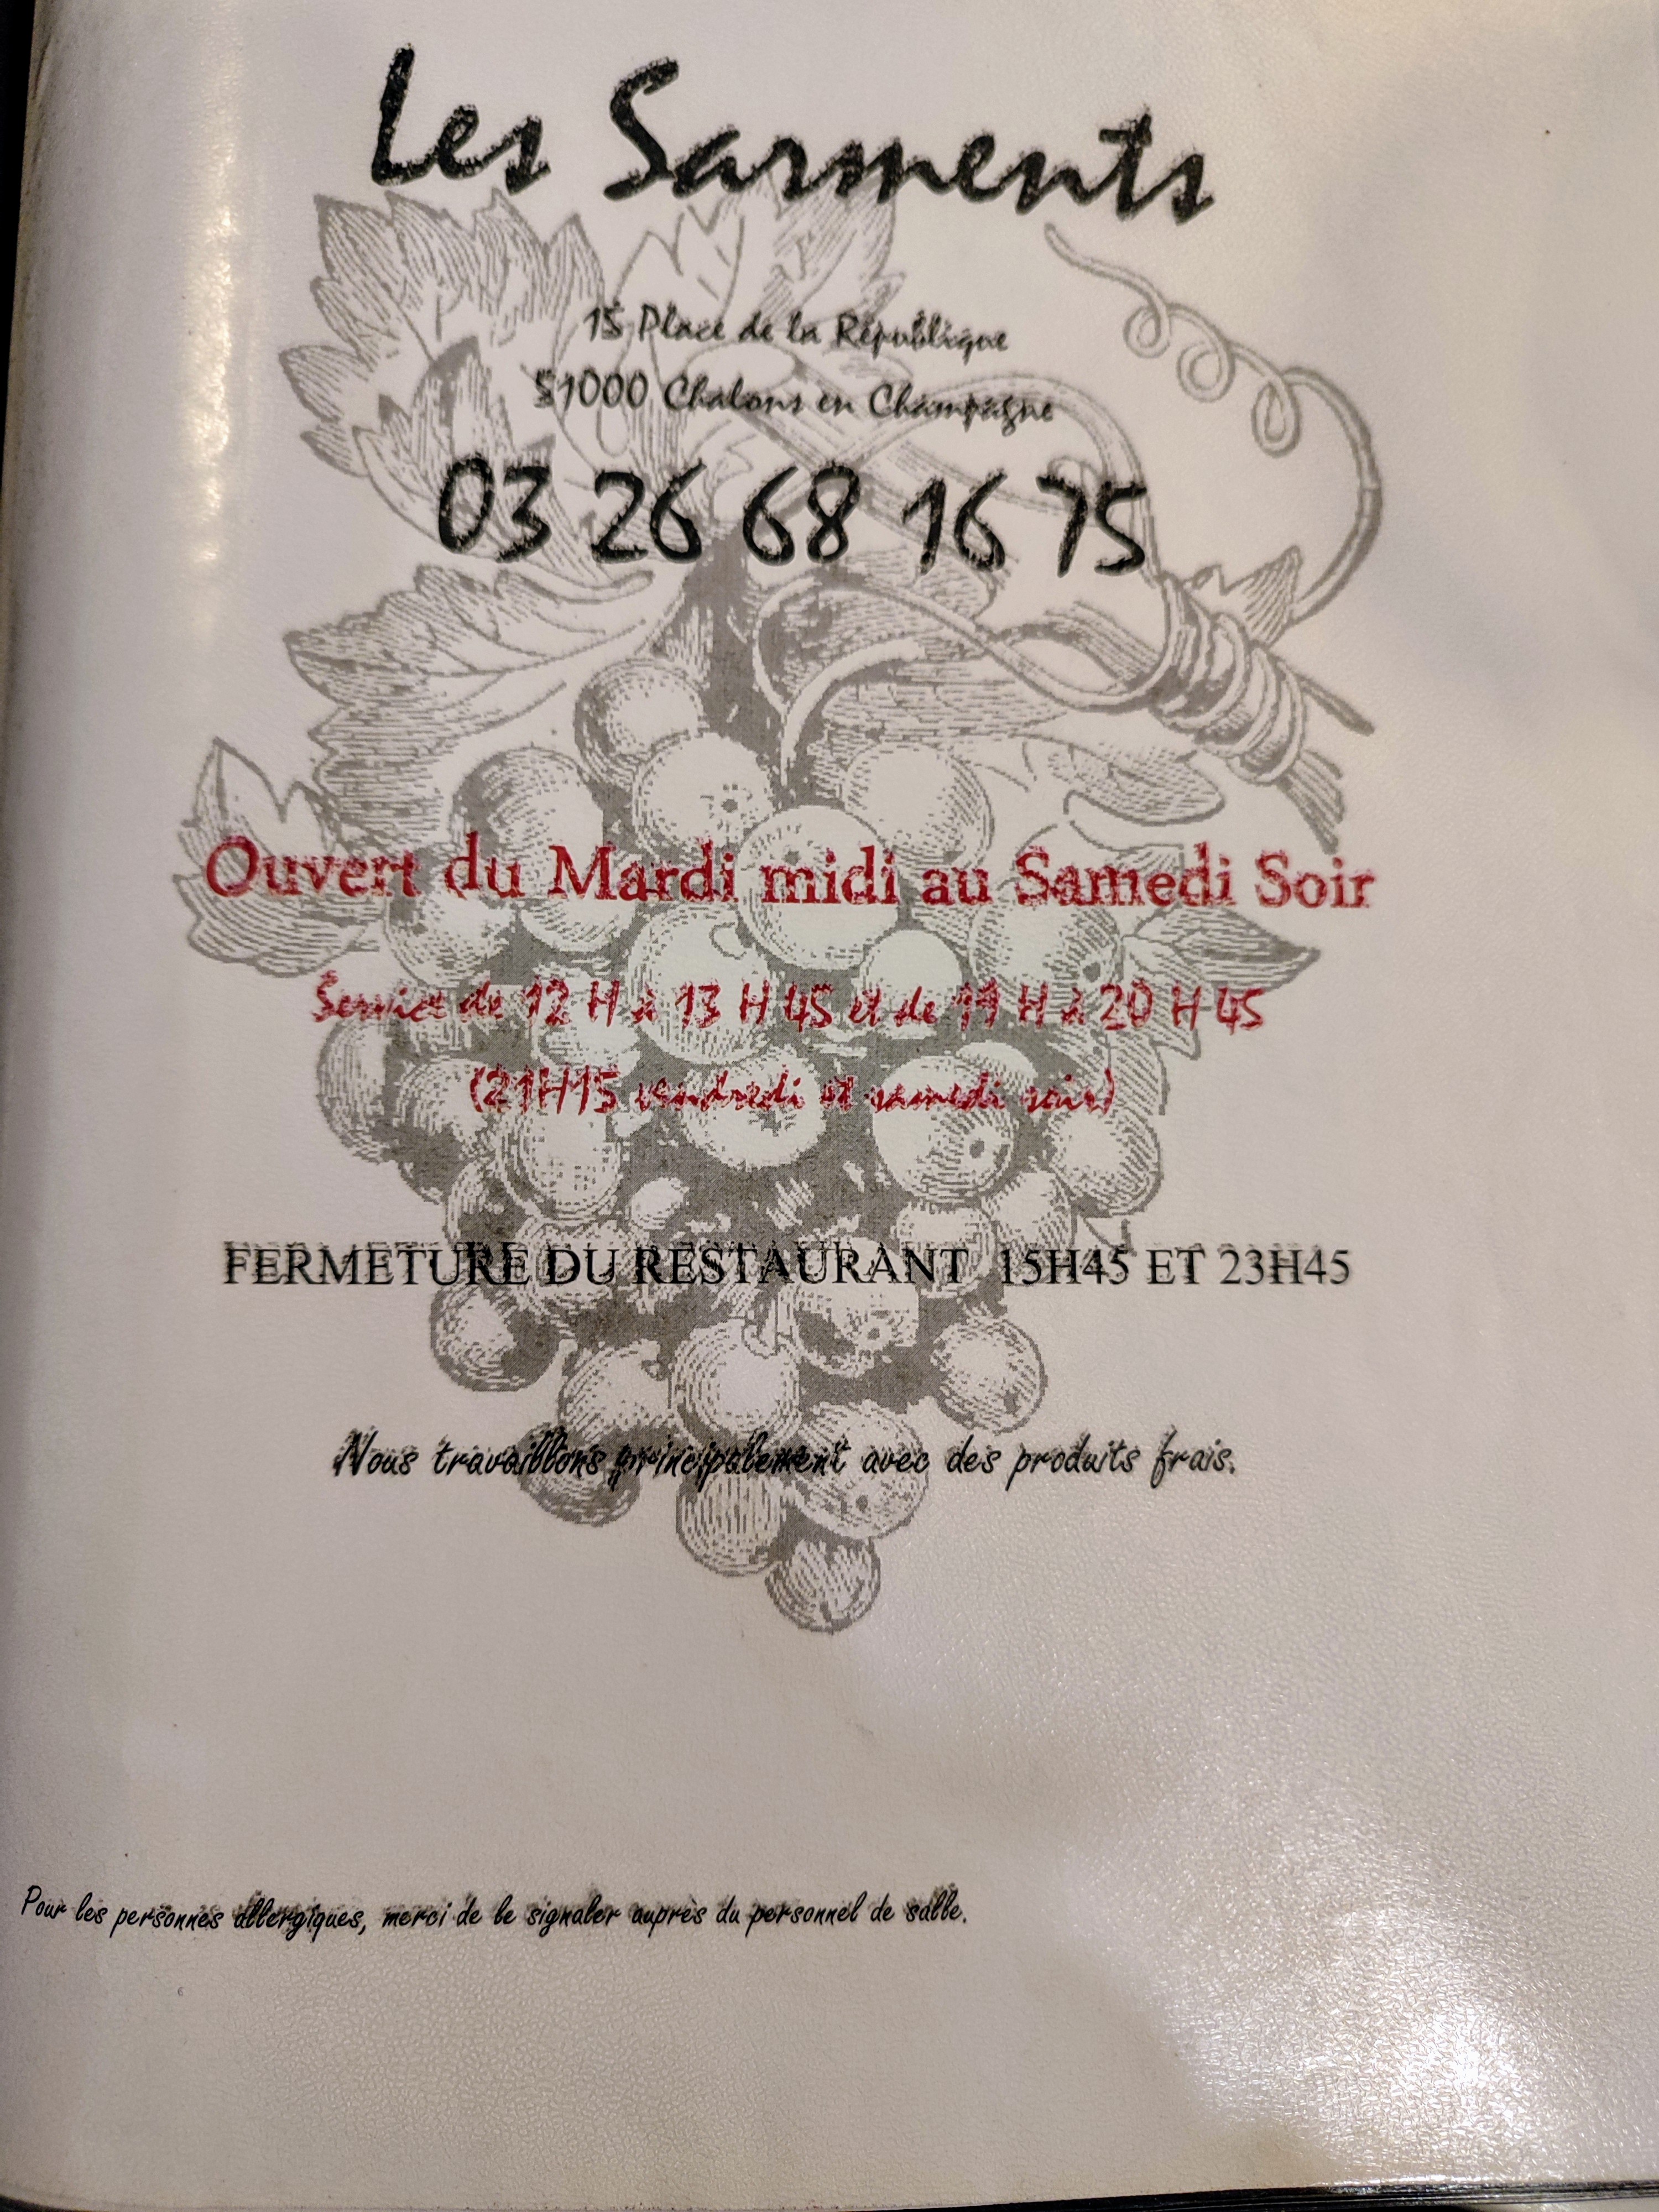 Les Sarments
15 Place de la République
51000 Chalons en Champagne
03 26 68 16 75
Ouvert du Mardi midi au Samedi Soir
Service de 12 H à 13 H 45 et de 19 H à 20 H 45
(21H15 vendredi et samedi soir)
FERMETURE DU RESTAURANT 15H45 ET 23H45
Nous travaillons principalement avec des produits frais.
Pour les personnes allergiques, merci de le signaler auprès du personnel de salle.